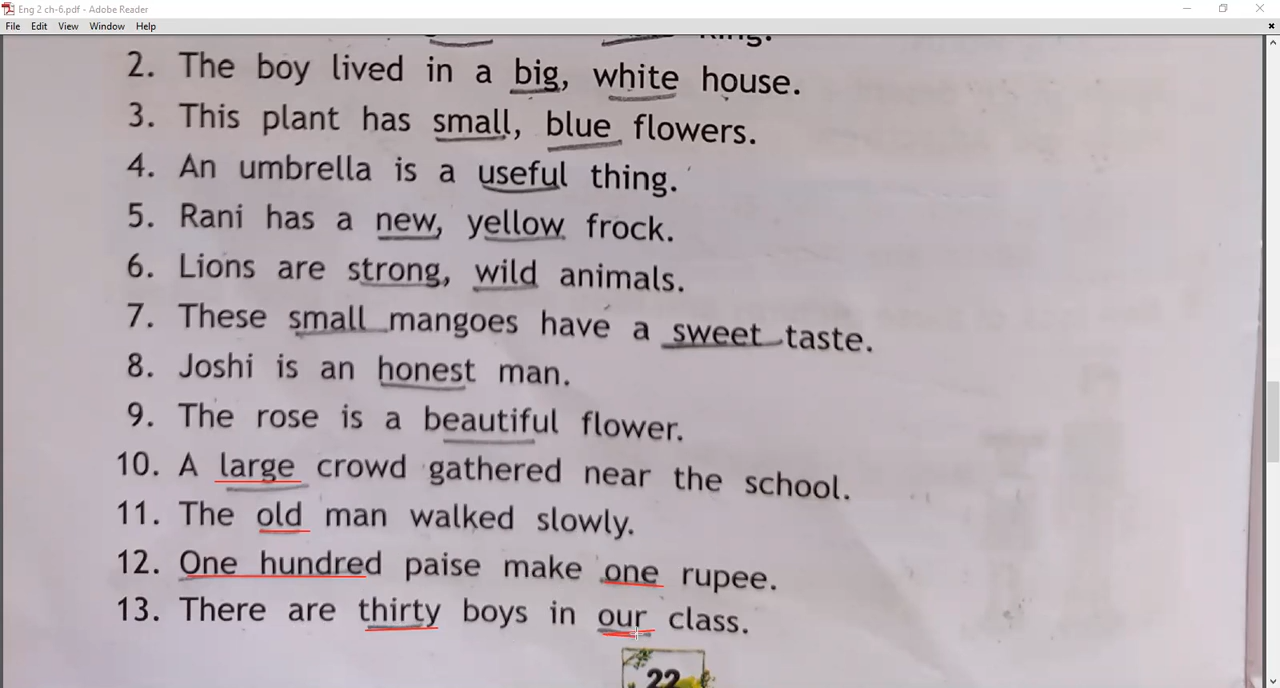 Eng 2 ch-6.pdf - Adobe Reader
File Edit View Window Help
2. The boy lived in a big, white house.
3. This plant has small, blue flowers.
4. An umbrella is a useful thing.
5. Rani has a new, yellow frock.
6. Lions are strong, wild animals.
7. These small mangoes have a sweet taste.
8. Joshi is an honest man.
9. The rose is a beautiful flower.
10. A large crowd gathered near the school.
11. The old man walked slowly.
12. One hundred paise make one rupee.
13. There are thirty boys in our class.
22